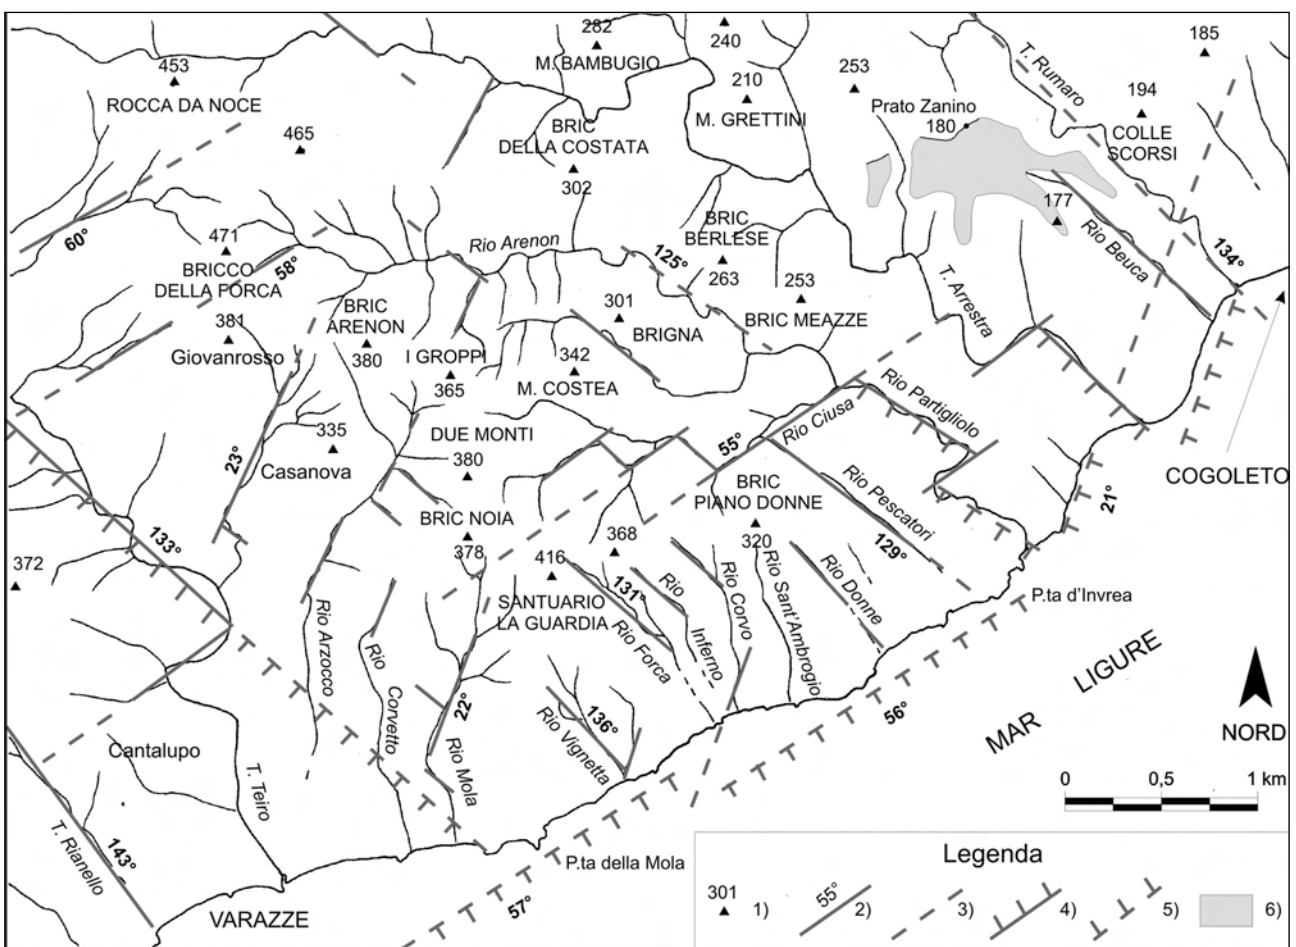 282
M. BAMBUGIO
240
185
453
ROCCA DA NOCE
210
M. GRETTINI
253
T. Rumaro
194
COLLE
SCORSI
Prato Zanino
180
465
BRIC
DELLA COSTATA
302
177
60°
471
BRICCO
DELLA FORCA
58°
Rio Arenon
125°
BRIC
BERLESE
263
253
BRIC MEAZZE
T. Arrestra
Rio Beuca
134°
381
Giovanrosso
BRIC
ARENON
380
I GROPPI
365
342
M. COSTEA
301
BRIGNA
23°
335
Casanova
DUE MONTI
380
55°
Rio Ciusa
Rio Partigliolo
COGOLETO
BRIC
PIANO DONNE
320
Rio Pescatori
129°
21°
133°
372
BRIC NOIA
378
416
SANTUARIO
LA GUARDIA
368
131°
Rio Forca
Rio
Inferno
Rio Corvo
Rio Sant'Ambrogio
Rio Donne
P.ta d'Invrea
Rio Arzocco
Rio
Corvetto
22°
Rio Mola
136°
Rio Vignetta
56°
MAR LIGURE
NORD
Cantalupo
T. Teiro
T. Rianello
143°
VARAZZE
57°
P.ta della Mola
0 0,5 1 km
Legenda
301 1) 55° 2) 3) 4) 5) 6)